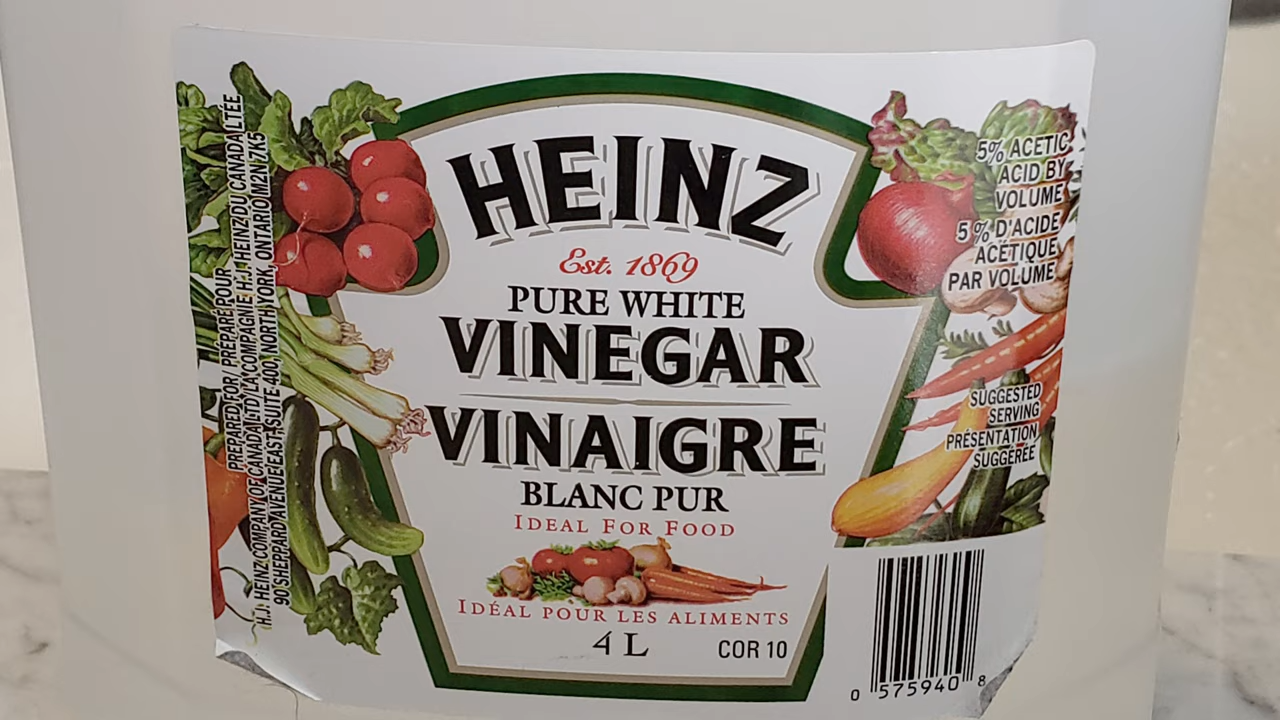 HEINZ
Est. 1869
PURE WHITE
VINEGAR
VINAIGRE
BLANC PUR
IDEAL FOR FOOD
IDÉAL POUR LES ALIMENTS
4 L
COR 10
PREPARED FOR / PRÉPARÉ POUR
H.J. HEINZ COMPANY OF CANADA LTD/LA COMPAGNIE H.J. HEINZ DU CANADA LTÉE
90 SHEPPARD AVENUE EAST, SUITE 400, NORTH YORK, ONTARIO M2N 7K5
5% ACETIC
ACID BY
VOLUME
5 % D'ACIDE
ACÉTIQUE
PAR VOLUME
SUGGESTED
SERVING
PRÉSENTATION
SUGGÉRÉE
0 575940 8